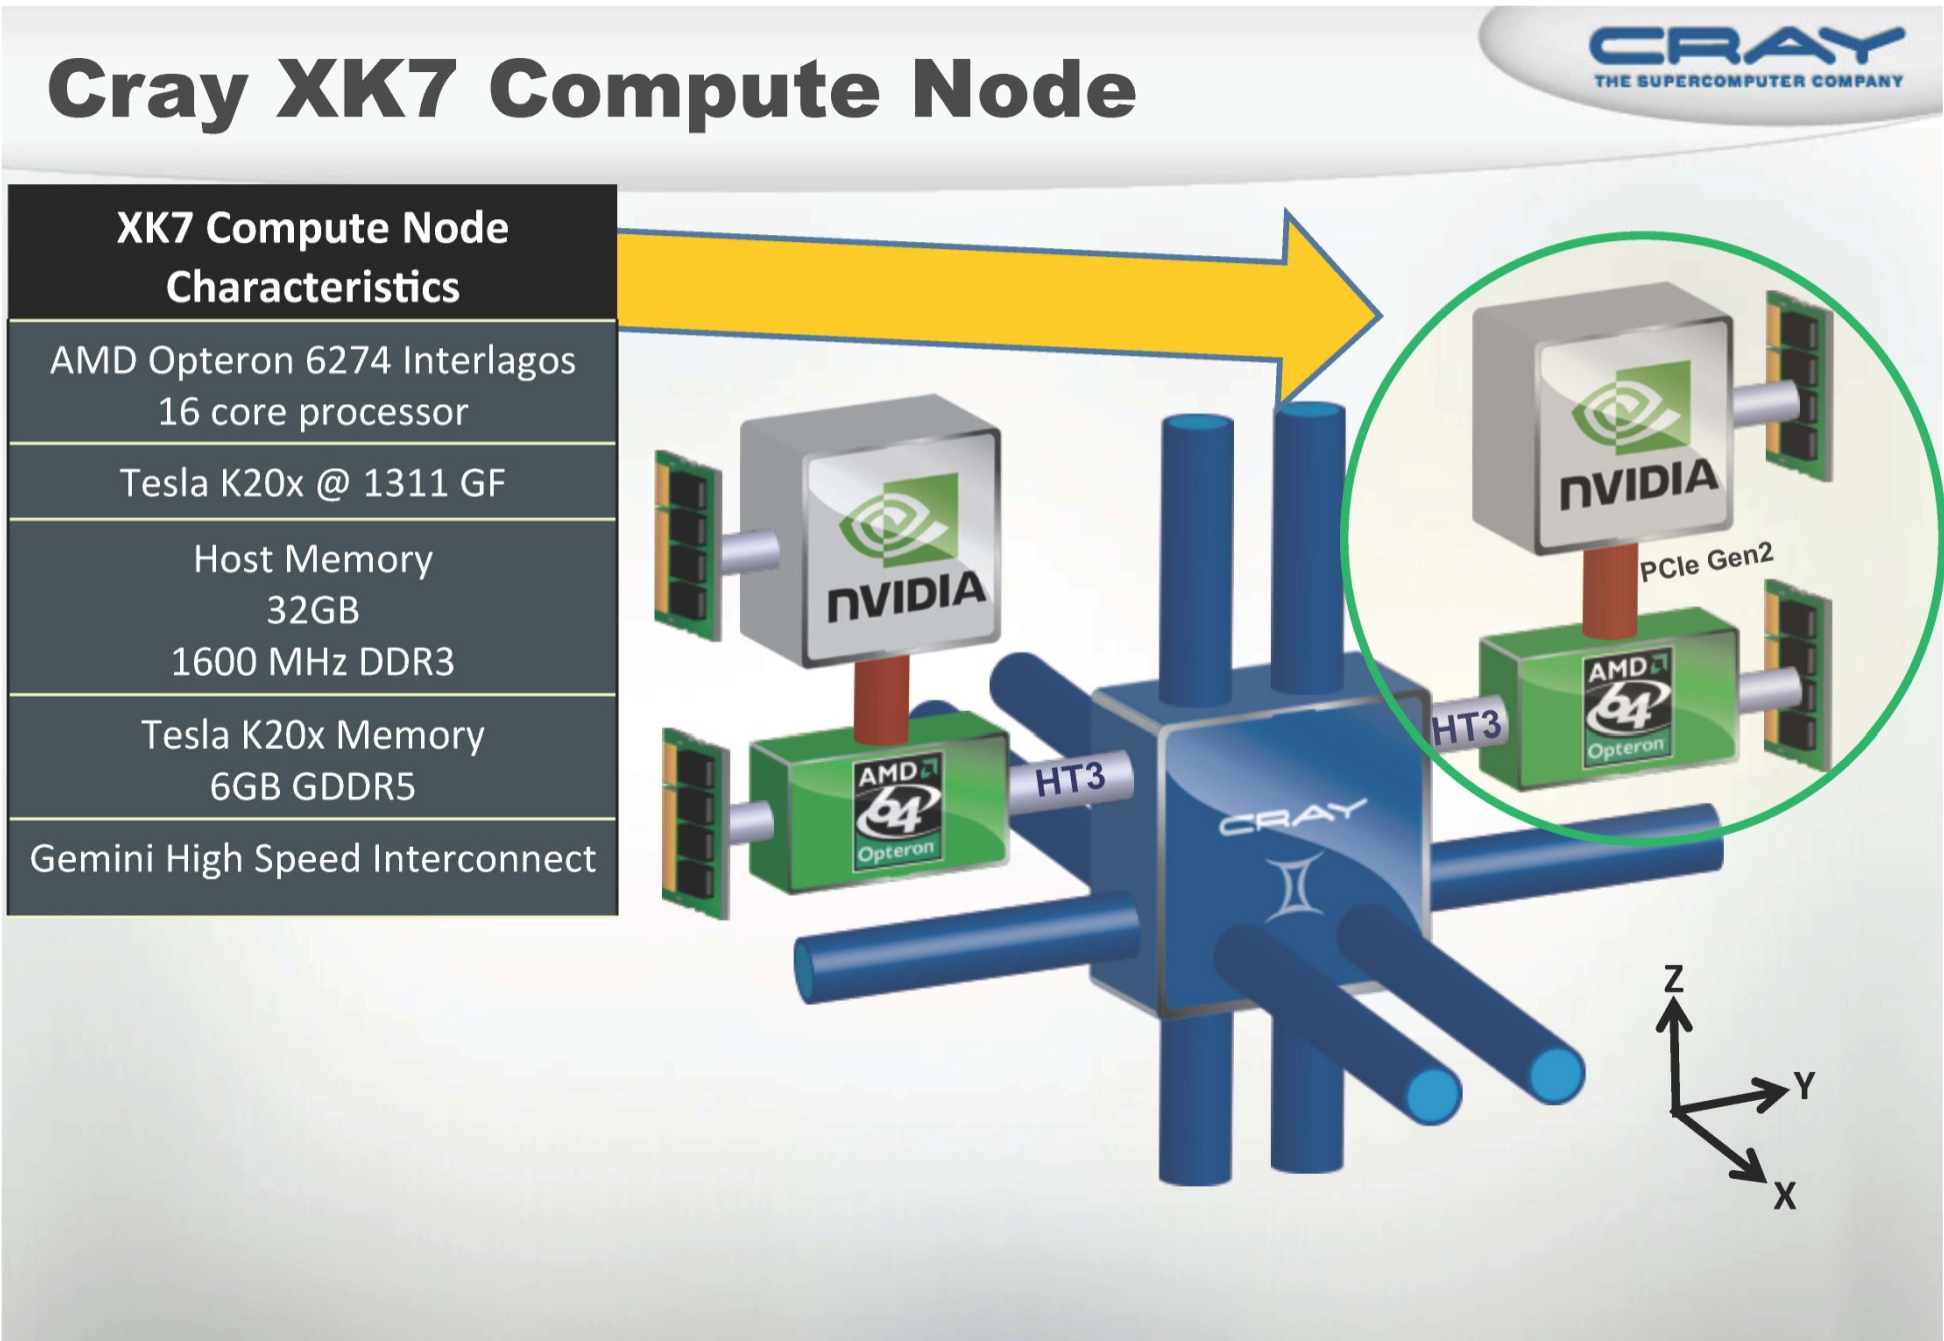 Cray XK7 Compute Node
CRAY
THE SUPERCOMPUTER COMPANY
XK7 Compute Node
Characteristics
AMD Opteron 6274 Interlagos
16 core processor
Tesla K20x @ 1311 GF
Host Memory
32GB
1600 MHz DDR3
Tesla K20x Memory
6GB GDDR5
Gemini High Speed Interconnect
nVIDIA
AMD
64
Opteron
HT3
CRAY
HT3
nVIDIA
PCIe Gen2
AMD
64
Opteron
Z
Y
X